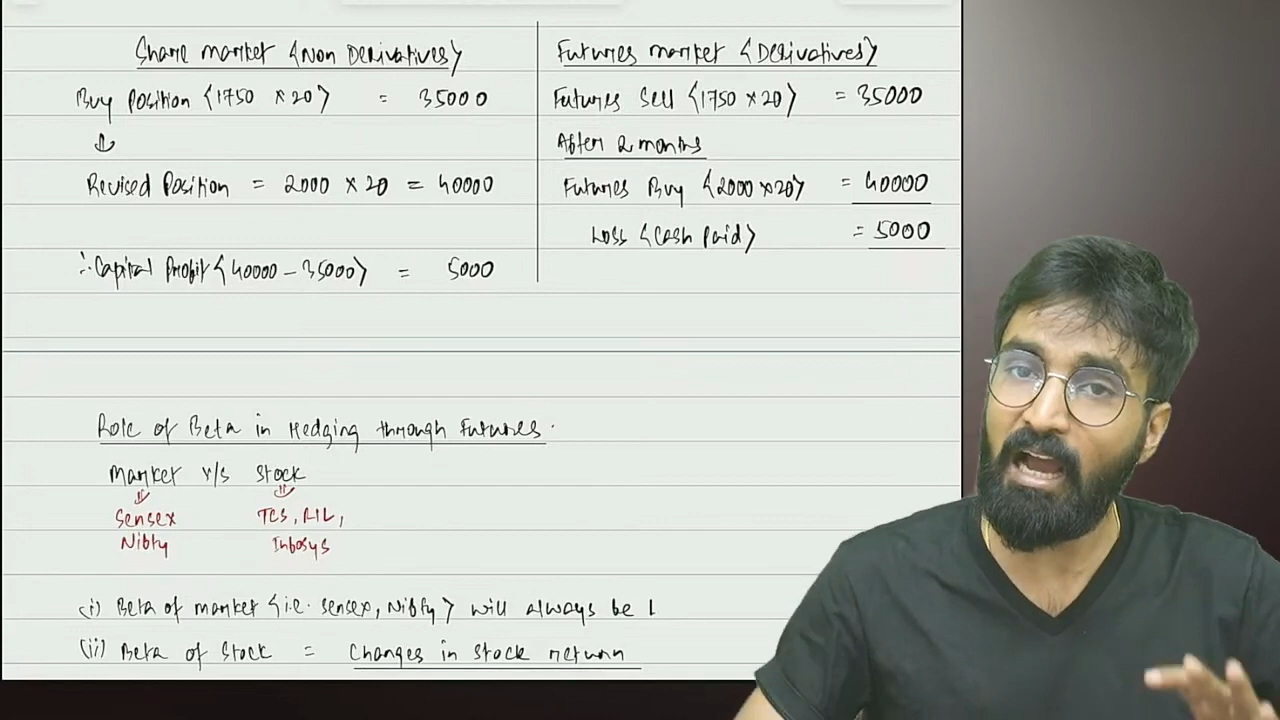 Share market {Non Derivatives}
Buy Position {1750 × 20} = 35000
Revised Position = 2000 × 20 = 40000
∴ Capital Profit {40000 - 35000} = 5000
Futures market {Derivatives}
Futures Sell {1750 × 20} = 35000
After 2 months
Futures Buy {2000 × 20} = 40000
Loss {Cash Paid} = 5000
Role of Beta in Hedging through Futures.
Market v/s Stock
Sensex TCS, RIL,
Nifty Infosys
(i) Beta of market {i.e. Sensex, Nifty} will always be 1
(ii) Beta of Stock = Changes in stock return